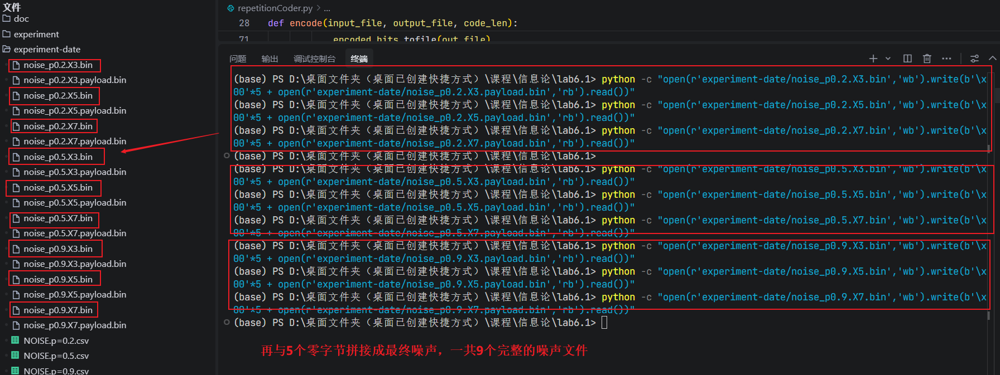 文件
doc
experiment
experiment-date
noise_p0.2.X3.bin
noise_p0.2.X3.payload.bin
noise_p0.2.X5.bin
noise_p0.2.X5.payload.bin
noise_p0.2.X7.bin
noise_p0.2.X7.payload.bin
noise_p0.5.X3.bin
noise_p0.5.X3.payload.bin
noise_p0.5.X5.bin
noise_p0.5.X5.payload.bin
noise_p0.5.X7.bin
noise_p0.5.X7.payload.bin
noise_p0.9.X3.bin
noise_p0.9.X3.payload.bin
noise_p0.9.X5.bin
noise_p0.9.X5.payload.bin
noise_p0.9.X7.bin
noise_p0.9.X7.payload.bin
NOISE.p=0.2.csv
NOISE.p=0.5.csv
NOISE.p=0.9.csv
repetitionCoder.py > ...
28 def encode(input_file, output_file, code_len):
71 encoded_bits.tofile(out_file)
问题 输出 调试控制台 终端
(base) PS D:\桌面文件夹（桌面已创建快捷方式）\课程\信息论\lab6.1> python -c "open(r'experiment-date/noise_p0.2.X3.bin','wb').write(b'\x
00'*5 + open(r'experiment-date/noise_p0.2.X3.payload.bin','rb').read())"
(base) PS D:\桌面文件夹（桌面已创建快捷方式）\课程\信息论\lab6.1> python -c "open(r'experiment-date/noise_p0.2.X5.bin','wb').write(b'\x
00'*5 + open(r'experiment-date/noise_p0.2.X5.payload.bin','rb').read())"
(base) PS D:\桌面文件夹（桌面已创建快捷方式）\课程\信息论\lab6.1> python -c "open(r'experiment-date/noise_p0.2.X7.bin','wb').write(b'\x
00'*5 + open(r'experiment-date/noise_p0.2.X7.payload.bin','rb').read())"
(base) PS D:\桌面文件夹（桌面已创建快捷方式）\课程\信息论\lab6.1>
(base) PS D:\桌面文件夹（桌面已创建快捷方式）\课程\信息论\lab6.1> python -c "open(r'experiment-date/noise_p0.5.X3.bin','wb').write(b'\x
00'*5 + open(r'experiment-date/noise_p0.5.X3.payload.bin','rb').read())"
(base) PS D:\桌面文件夹（桌面已创建快捷方式）\课程\信息论\lab6.1> python -c "open(r'experiment-date/noise_p0.5.X5.bin','wb').write(b'\x
00'*5 + open(r'experiment-date/noise_p0.5.X5.payload.bin','rb').read())"
(base) PS D:\桌面文件夹（桌面已创建快捷方式）\课程\信息论\lab6.1> python -c "open(r'experiment-date/noise_p0.5.X7.bin','wb').write(b'\x
00'*5 + open(r'experiment-date/noise_p0.5.X7.payload.bin','rb').read())"
(base) PS D:\桌面文件夹（桌面已创建快捷方式）\课程\信息论\lab6.1> python -c "open(r'experiment-date/noise_p0.9.X3.bin','wb').write(b'\x
00'*5 + open(r'experiment-date/noise_p0.9.X3.payload.bin','rb').read())"
(base) PS D:\桌面文件夹（桌面已创建快捷方式）\课程\信息论\lab6.1> python -c "open(r'experiment-date/noise_p0.9.X5.bin','wb').write(b'\x
00'*5 + open(r'experiment-date/noise_p0.9.X5.payload.bin','rb').read())"
(base) PS D:\桌面文件夹（桌面已创建快捷方式）\课程\信息论\lab6.1> python -c "open(r'experiment-date/noise_p0.9.X7.bin','wb').write(b'\x
00'*5 + open(r'experiment-date/noise_p0.9.X7.payload.bin','rb').read())"
(base) PS D:\桌面文件夹（桌面已创建快捷方式）\课程\信息论\lab6.1>
再与5个零字节拼接成最终噪声，一共9个完整的噪声文件